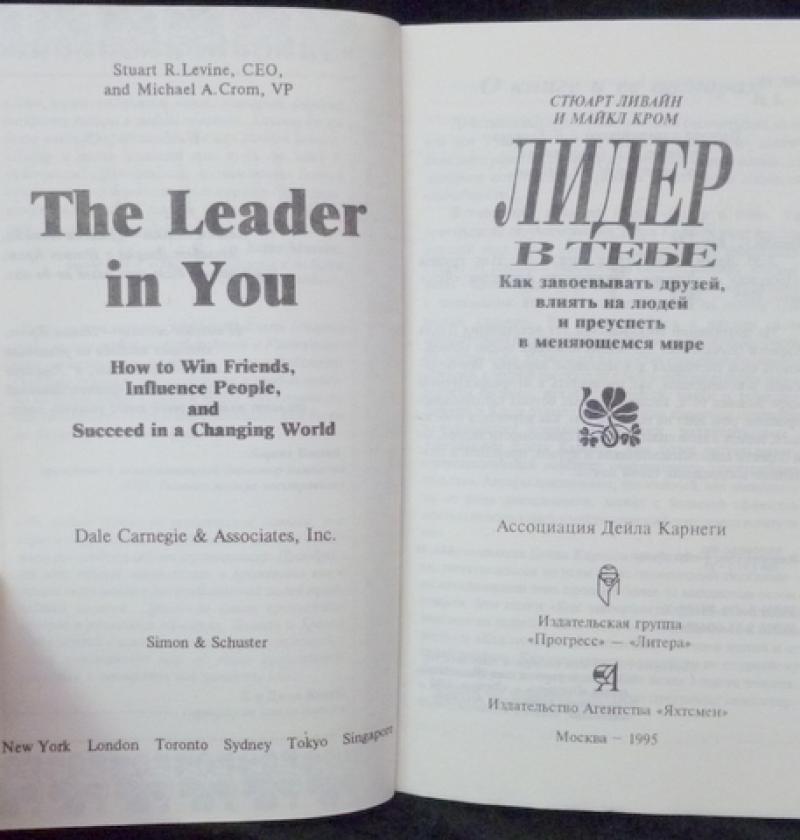 Stuart R. Levine, CEO,
and Michael A. Crom, VP
The Leader
in You
How to Win Friends,
Influence People,
and
Succeed in a Changing World
Dale Carnegie & Associates, Inc.
Simon & Schuster
New York London Toronto Sydney Tokyo Singapore
СТЮАРТ ЛИВАЙН
И МАЙКЛ КРОМ
ЛИДЕР
В ТЕБЕ
Как завоевывать друзей,
влиять на людей
и преуспеть
в меняющемся мире
Ассоциация Дейла Карнеги
Издательская группа
«Прогресс» — «Литера»
Издательство Агентства «Яхтсмен»
Москва – 1995